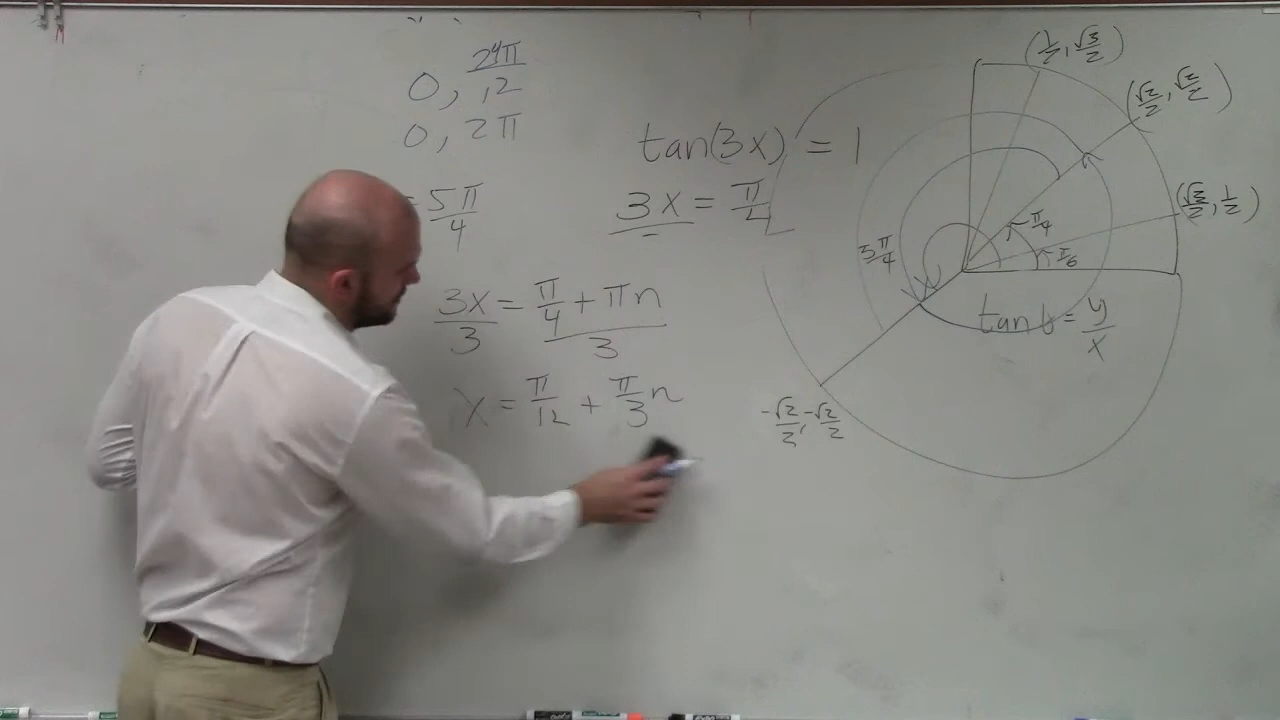 24π/12
0,
0, 2π
= 5π/4
tan(3x) = 1
3x = π/4
3x/3 = π/4 + πn/3
x = π/12 + π/3 n
(1/2, √3/2)
(√2/2, √2/2)
(√3/2, 1/2)
π/4
π/6
5π/4
tan θ = y/x
-√2/2, -√2/2